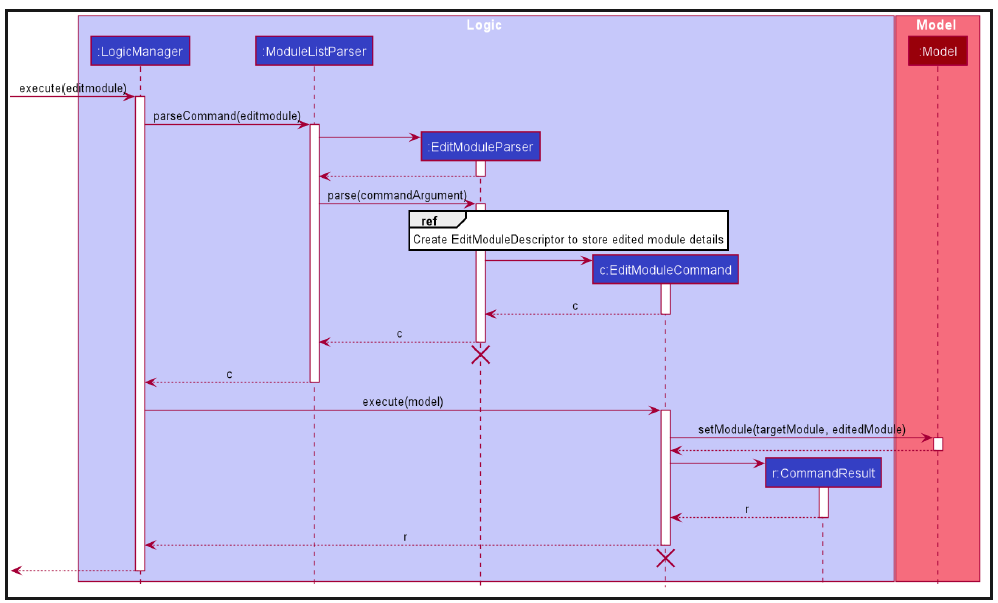 Logic
Model
:LogicManager
:ModuleListParser
:Model
execute(editmodule)
parseCommand(editmodule)
:EditModuleParser
parse(commandArgument)
ref
Create EditModuleDescriptor to store edited module details
c:EditModuleCommand
c
c
c
execute(model)
setModule(targetModule, editedModule)
r:CommandResult
r
r